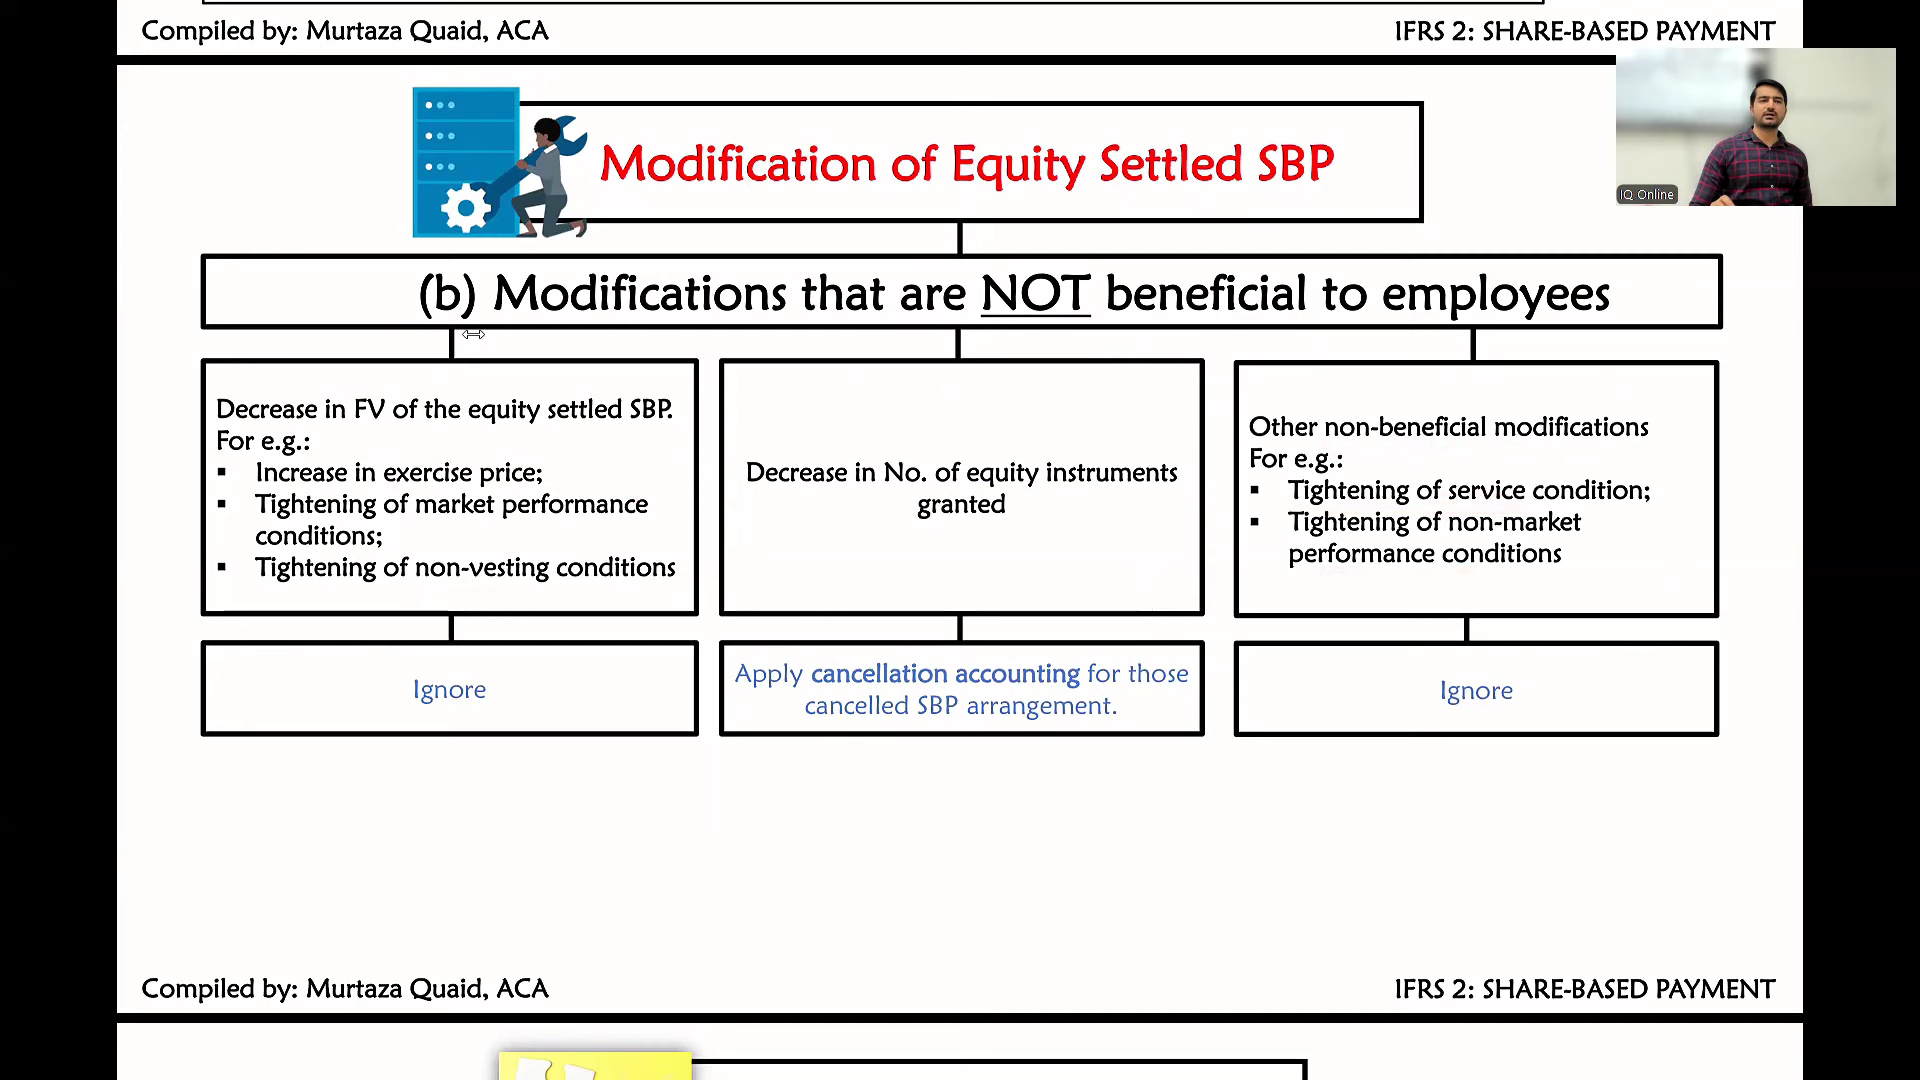 Compiled by: Murtaza Quaid, ACA
IFRS 2: SHARE-BASED PAYMENT
IQ Online
Modification of Equity Settled SBP
(b) Modifications that are NOT beneficial to employees
Decrease in FV of the equity settled SBP.
For e.g.:
▪ Increase in exercise price;
▪ Tightening of market performance
conditions;
▪ Tightening of non-vesting conditions
Ignore
Decrease in No. of equity instruments
granted
Apply cancellation accounting for those
cancelled SBP arrangement.
Other non-beneficial modifications
For e.g.:
▪ Tightening of service condition;
▪ Tightening of non-market
performance conditions
Ignore
Compiled by: Murtaza Quaid, ACA
IFRS 2: SHARE-BASED PAYMENT